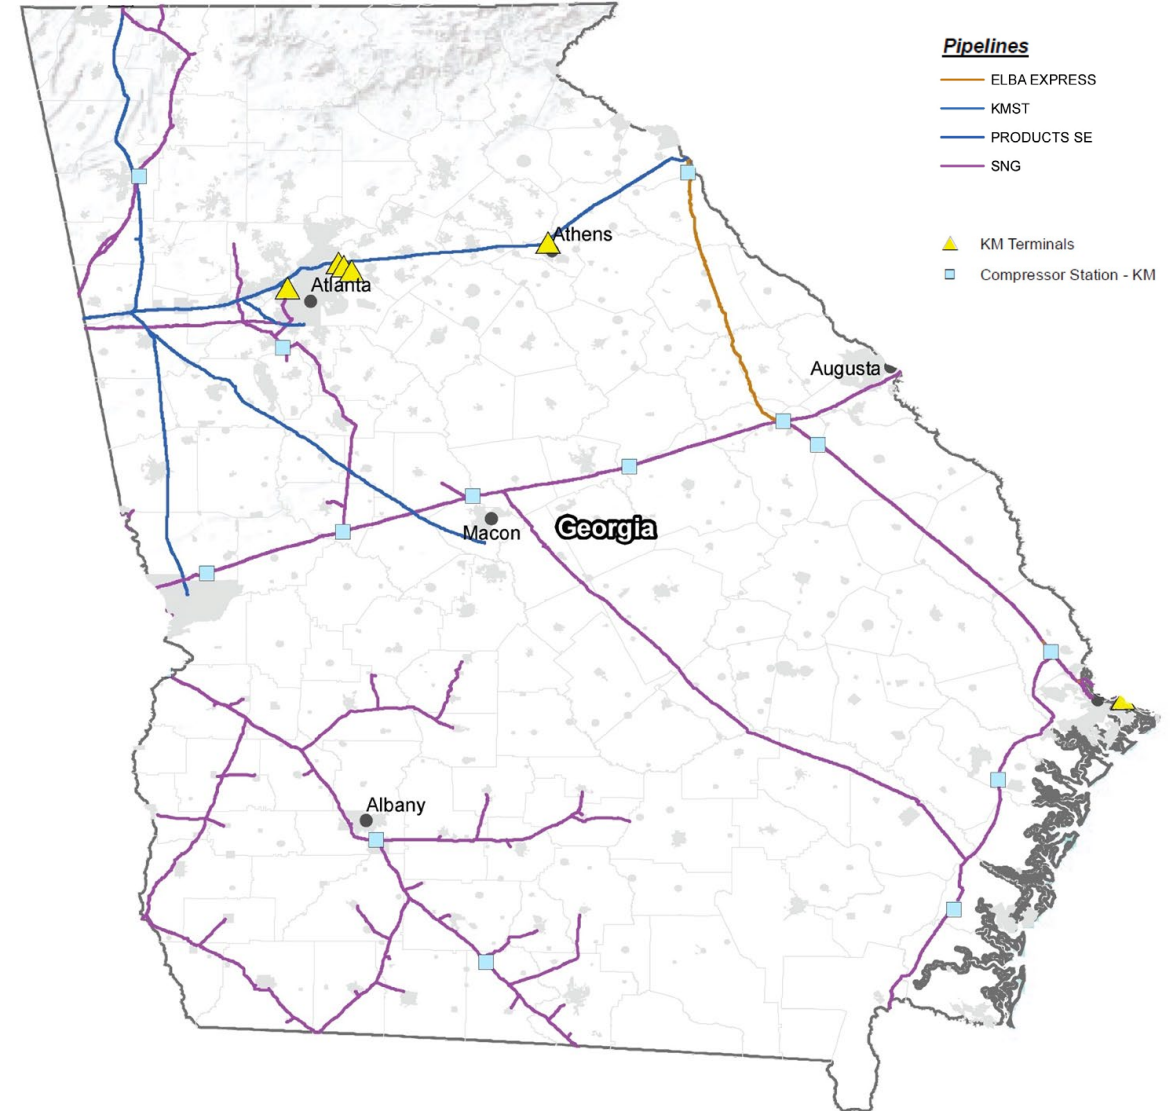 Pipelines
ELBA EXPRESS
KMST
PRODUCTS SE
SNG
KM Terminals
Compressor Station - KM
Athens
Atlanta
Augusta
Macon
Georgia
Albany